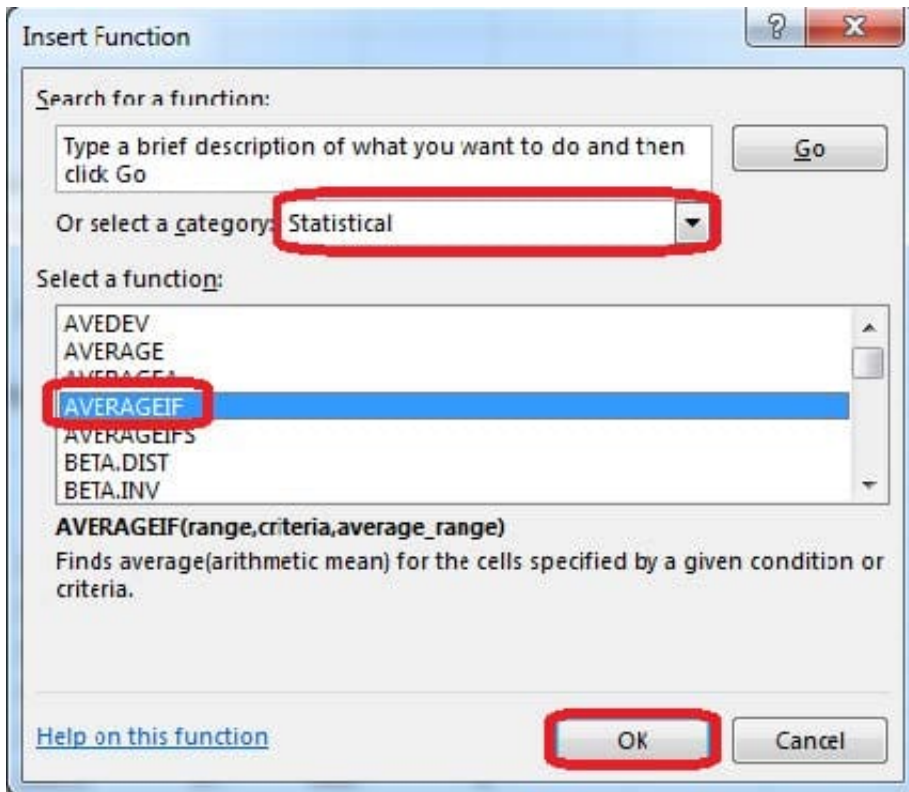 Insert Function
Search for a function:
Type a brief description of what you want to do and then
click Go
Go
Or select a category: Statistical
Select a function:
AVEDEV
AVERAGE
AVERAGEA
AVERAGEIF
AVERAGEIFS
BETA.DIST
BETA.INV
AVERAGEIF(range,criteria,average_range)
Finds average(arithmetic mean) for the cells specified by a given condition or
criteria.
Help on this function
OK
Cancel